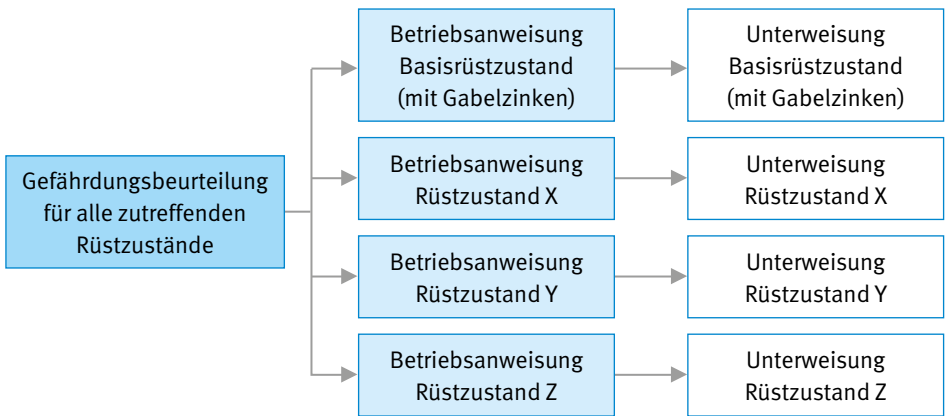 Gefährdungsbeurteilung
für alle zutreffenden
Rüstzustände
Betriebsanweisung
Basisrüstzustand
(mit Gabelzinken)
Unterweisung
Basisrüstzustand
(mit Gabelzinken)
Betriebsanweisung
Rüstzustand X
Unterweisung
Rüstzustand X
Betriebsanweisung
Rüstzustand Y
Unterweisung
Rüstzustand Y
Betriebsanweisung
Rüstzustand Z
Unterweisung
Rüstzustand Z